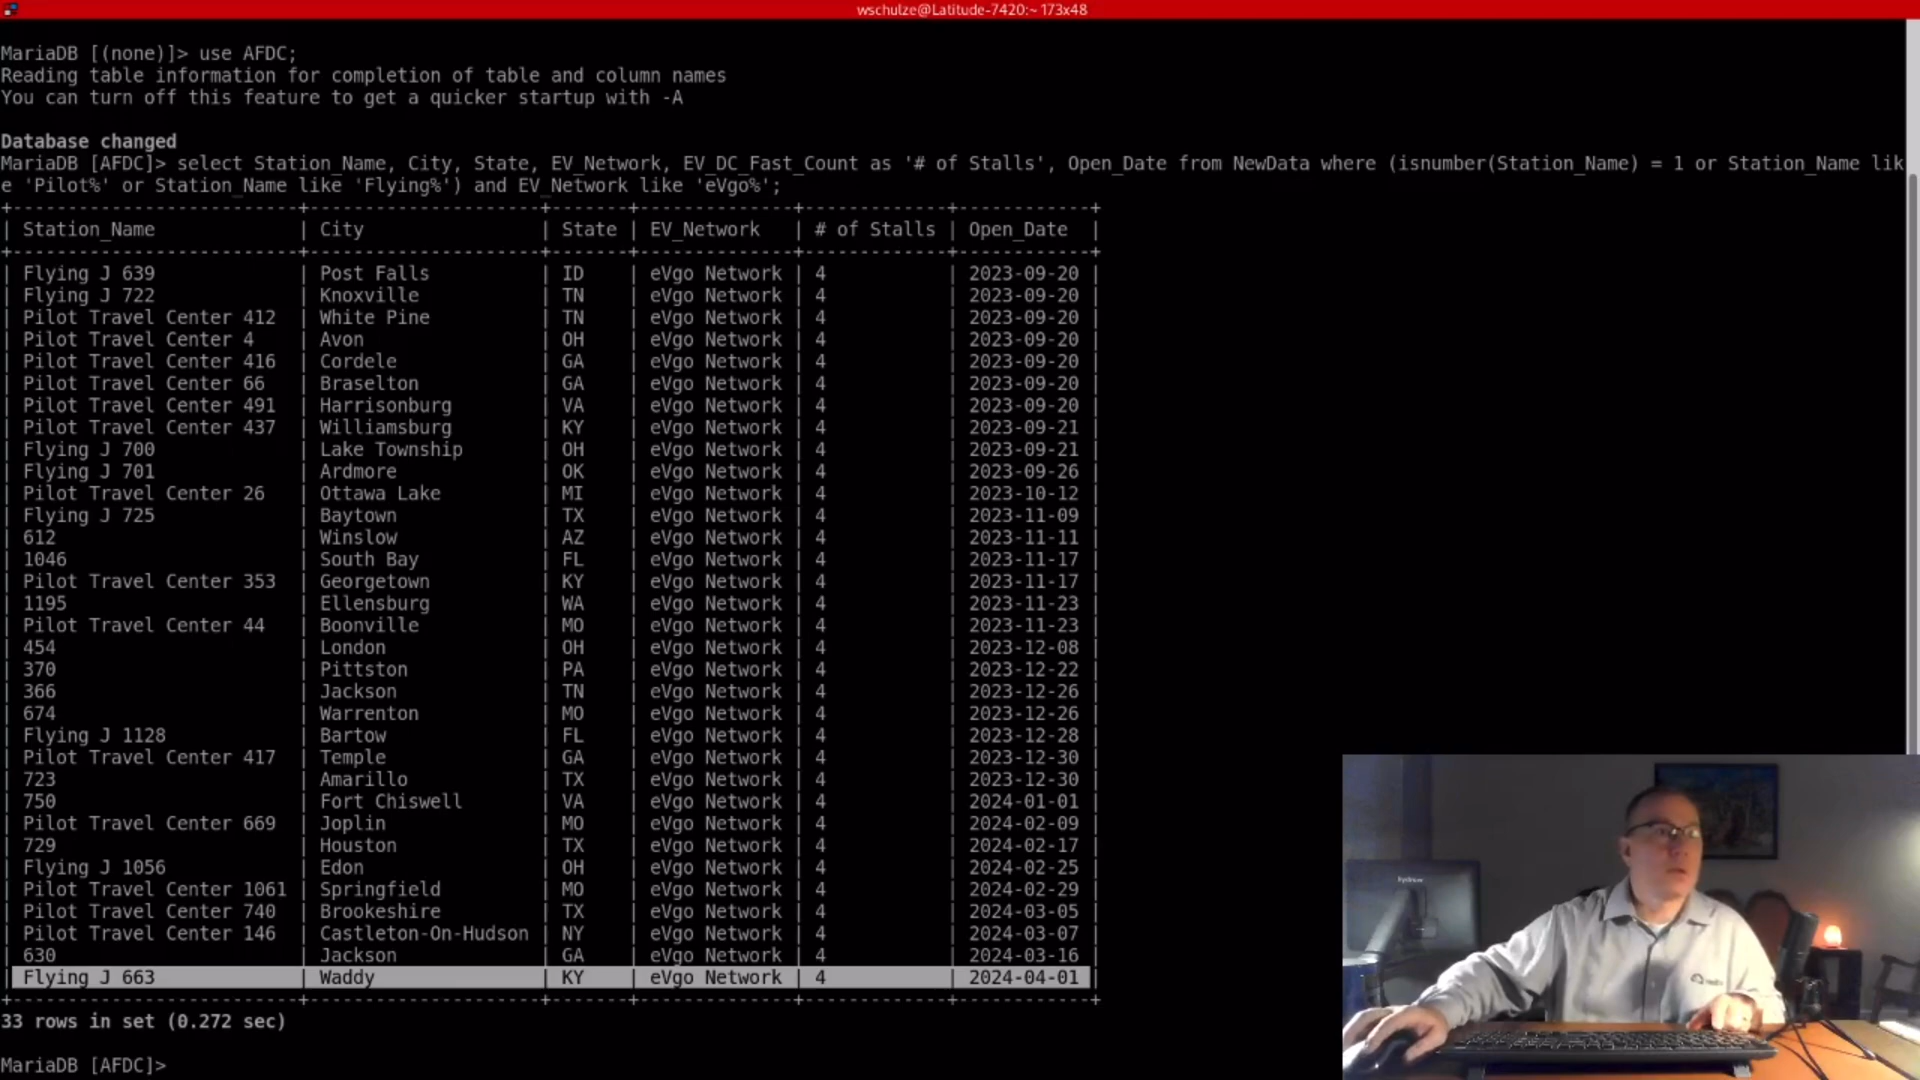 wschulze@Latitude-7420:~ 173x48
MariaDB [(none)]> use AFDC;
Reading table information for completion of table and column names
You can turn off this feature to get a quicker startup with -A
Database changed
MariaDB [AFDC]> select Station_Name, City, State, EV_Network, EV_DC_Fast_Count as '# of Stalls', Open_Date from NewData where (isnumber(Station_Name) = 1 or Station_Name lik
e 'Pilot%' or Station_Name like 'Flying%') and EV_Network like 'eVgo%';
+--------------------------+---------------------+-------+--------------+-------------+------------+
| Station_Name | City | State | EV_Network | # of Stalls | Open_Date |
+--------------------------+---------------------+-------+--------------+-------------+------------+
| Flying J 639 | Post Falls | ID | eVgo Network | 4 | 2023-09-20 |
| Flying J 722 | Knoxville | TN | eVgo Network | 4 | 2023-09-20 |
| Pilot Travel Center 412 | White Pine | TN | eVgo Network | 4 | 2023-09-20 |
| Pilot Travel Center 4 | Avon | OH | eVgo Network | 4 | 2023-09-20 |
| Pilot Travel Center 416 | Cordele | GA | eVgo Network | 4 | 2023-09-20 |
| Pilot Travel Center 66 | Braselton | GA | eVgo Network | 4 | 2023-09-20 |
| Pilot Travel Center 491 | Harrisonburg | VA | eVgo Network | 4 | 2023-09-20 |
| Pilot Travel Center 437 | Williamsburg | KY | eVgo Network | 4 | 2023-09-21 |
| Flying J 700 | Lake Township | OH | eVgo Network | 4 | 2023-09-21 |
| Flying J 701 | Ardmore | OK | eVgo Network | 4 | 2023-09-26 |
| Pilot Travel Center 26 | Ottawa Lake | MI | eVgo Network | 4 | 2023-10-12 |
| Flying J 725 | Baytown | TX | eVgo Network | 4 | 2023-11-09 |
| 612 | Winslow | AZ | eVgo Network | 4 | 2023-11-11 |
| 1046 | South Bay | FL | eVgo Network | 4 | 2023-11-17 |
| Pilot Travel Center 353 | Georgetown | KY | eVgo Network | 4 | 2023-11-17 |
| 1195 | Ellensburg | WA | eVgo Network | 4 | 2023-11-23 |
| Pilot Travel Center 44 | Boonville | MO | eVgo Network | 4 | 2023-11-23 |
| 454 | London | OH | eVgo Network | 4 | 2023-12-08 |
| 370 | Pittston | PA | eVgo Network | 4 | 2023-12-22 |
| 366 | Jackson | TN | eVgo Network | 4 | 2023-12-26 |
| 674 | Warrenton | MO | eVgo Network | 4 | 2023-12-26 |
| Flying J 1128 | Bartow | FL | eVgo Network | 4 | 2023-12-28 |
| Pilot Travel Center 417 | Temple | GA | eVgo Network | 4 | 2023-12-30 |
| 723 | Amarillo | TX | eVgo Network | 4 | 2023-12-30 |
| 750 | Fort Chiswell | VA | eVgo Network | 4 | 2024-01-01 |
| Pilot Travel Center 669 | Joplin | MO | eVgo Network | 4 | 2024-02-09 |
| 729 | Houston | TX | eVgo Network | 4 | 2024-02-17 |
| Flying J 1056 | Edon | OH | eVgo Network | 4 | 2024-02-25 |
| Pilot Travel Center 1061 | Springfield | MO | eVgo Network | 4 | 2024-02-29 |
| Pilot Travel Center 740 | Brookeshire | TX | eVgo Network | 4 | 2024-03-05 |
| Pilot Travel Center 146 | Castleton-On-Hudson | NY | eVgo Network | 4 | 2024-03-07 |
| 630 | Jackson | GA | eVgo Network | 4 | 2024-03-16 |
| Flying J 663 | Waddy | KY | eVgo Network | 4 | 2024-04-01 |
+--------------------------+---------------------+-------+--------------+-------------+------------+
33 rows in set (0.272 sec)
MariaDB [AFDC]>